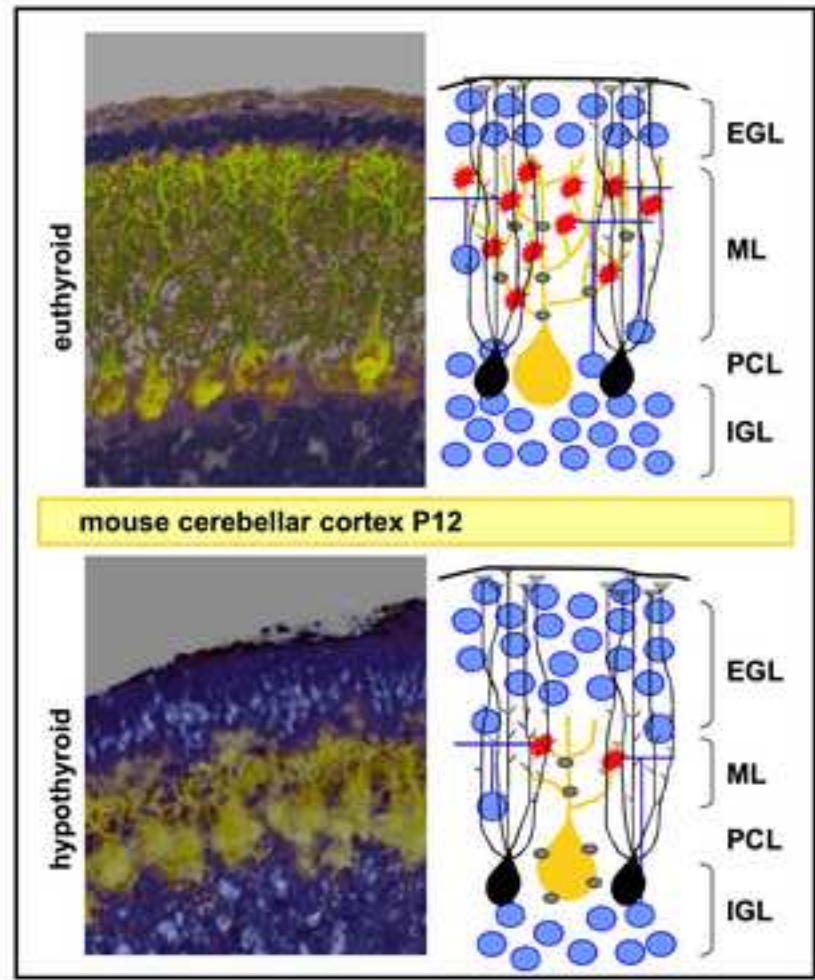 euthyroid
EGL
ML
PCL
IGL
mouse cerebellar cortex P12
hypothyroid
EGL
ML
PCL
IGL